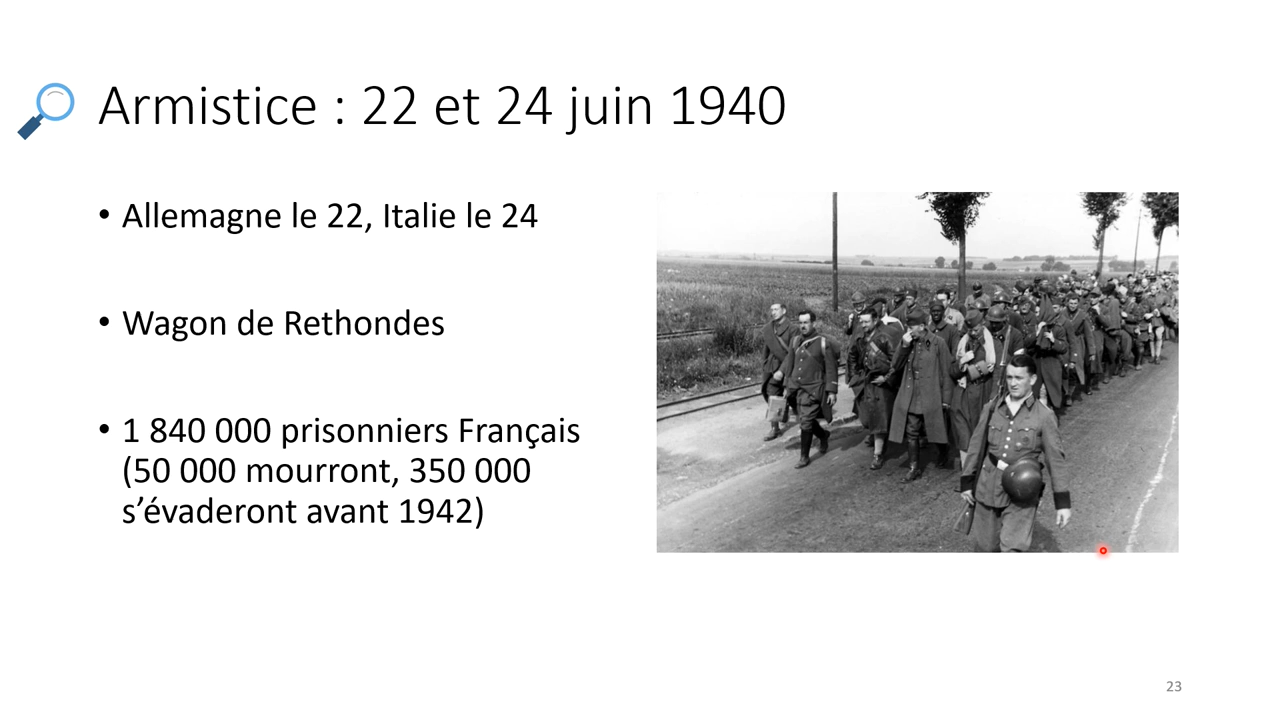 Armistice : 22 et 24 juin 1940
• Allemagne le 22, Italie le 24
• Wagon de Rethondes
• 1 840 000 prisonniers Français
(50 000 mourront, 350 000
s’évaderont avant 1942)
23